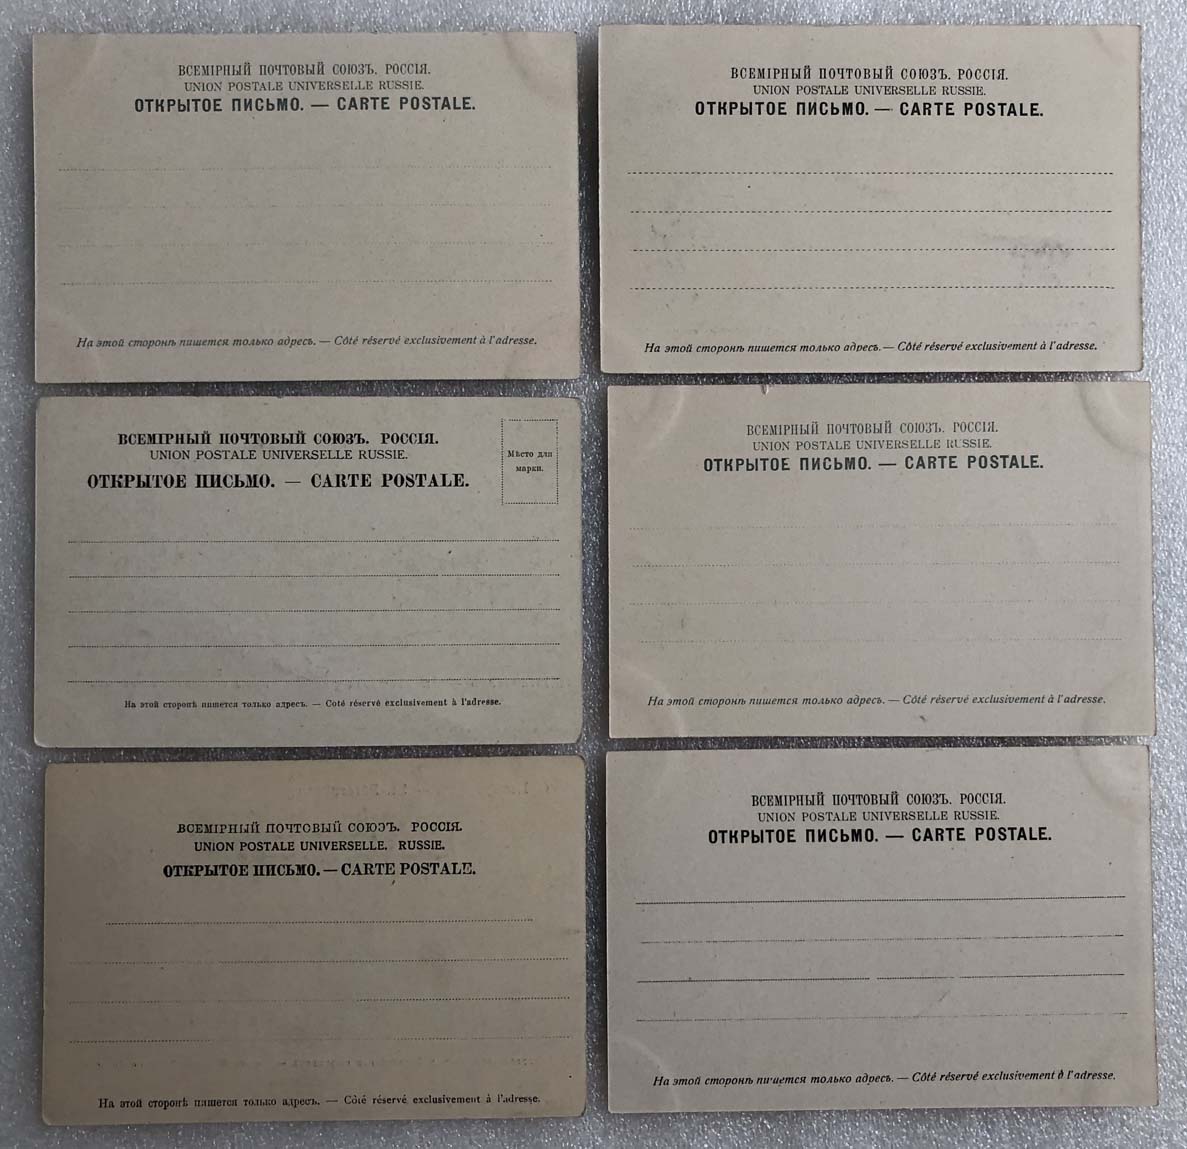 ВСЕМІРНЫЙ ПОЧТОВЫЙ СОЮЗЪ. РОССІЯ.
UNION POSTALE UNIVERSELLE RUSSIE.
ОТКРЫТОЕ ПИСЬМО. — CARTE POSTALE.
На этой сторонѣ пишется только адресъ. — Côté réservé exclusivement à l'adresse.
ВСЕМІРНЫЙ ПОЧТОВЫЙ СОЮЗЪ. РОССІЯ.
UNION POSTALE UNIVERSELLE RUSSIE.
ОТКРЫТОЕ ПИСЬМО. — CARTE POSTALE.
На этой сторонѣ пишется только адресъ. — Côté réservé exclusivement à l'adresse.
ВСЕМІРНЫЙ ПОЧТОВЫЙ СОЮЗЪ. РОССІЯ.
UNION POSTALE UNIVERSELLE RUSSIE.
ОТКРЫТОЕ ПИСЬМО. — CARTE POSTALE.
Мѣсто для
марки.
На этой сторонѣ пишется только адресъ. — Coté réservé exclusivement à l'adresse.
ВСЕМІРНЫЙ ПОЧТОВЫЙ СОЮЗЪ. РОССІЯ.
UNION POSTALE UNIVERSELLE RUSSIE.
ОТКРЫТОЕ ПИСЬМО. — CARTE POSTALE.
На этой сторонѣ пишется только адресъ. — Côté réservé exclusivement à l'adresse.
ВСЕМІРНЫЙ ПОЧТОВЫЙ СОЮЗЪ. РОССІЯ.
UNION POSTALE UNIVERSELLE. RUSSIE.
ОТКРЫТОЕ ПИСЬМО. — CARTE POSTALE.
На этой сторонѣ пишется только адресъ. — Côté réservé exclusivement à l'adresse.
ВСЕМІРНЫЙ ПОЧТОВЫЙ СОЮЗЪ. РОССІЯ.
UNION POSTALE UNIVERSELLE RUSSIE.
ОТКРЫТОЕ ПИСЬМО. — CARTE POSTALE.
На этой сторонѣ пишется только адресъ. — Côté réservé exclusivement à l'adresse.